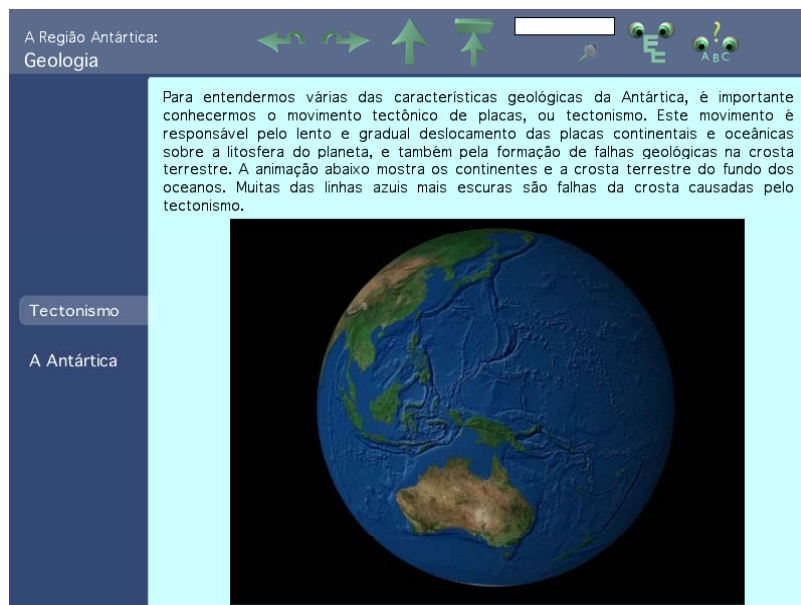 A Região Antártica:
Geologia
E
E
?
A B C
Para entendermos várias das características geológicas da Antártica, é importante
conhecermos o movimento tectônico de placas, ou tectonismo. Este movimento é
responsável pelo lento e gradual deslocamento das placas continentais e oceânicas
sobre a litosfera do planeta, e também pela formação de falhas geológicas na crosta
terrestre. A animação abaixo mostra os continentes e a crosta terrestre do fundo dos
oceanos. Muitas das linhas azuis mais escuras são falhas da crosta causadas pelo
tectonismo.
Tectonismo
A Antártica